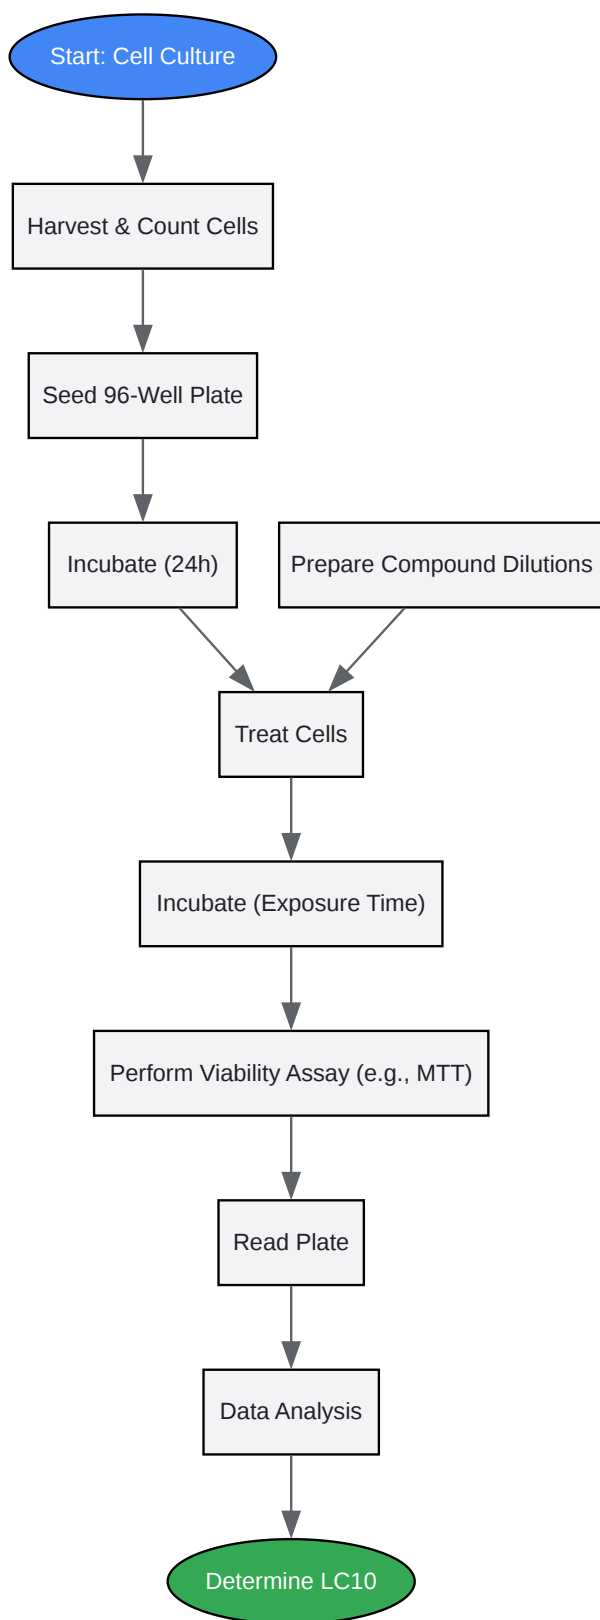 Start: Cell Culture
Harvest & Count Cells
Seed 96-Well Plate
Incubate (24h)
Prepare Compound Dilutions
Treat Cells
Incubate (Exposure Time)
Perform Viability Assay (e.g., MTT)
Read Plate
Data Analysis
Determine LC10